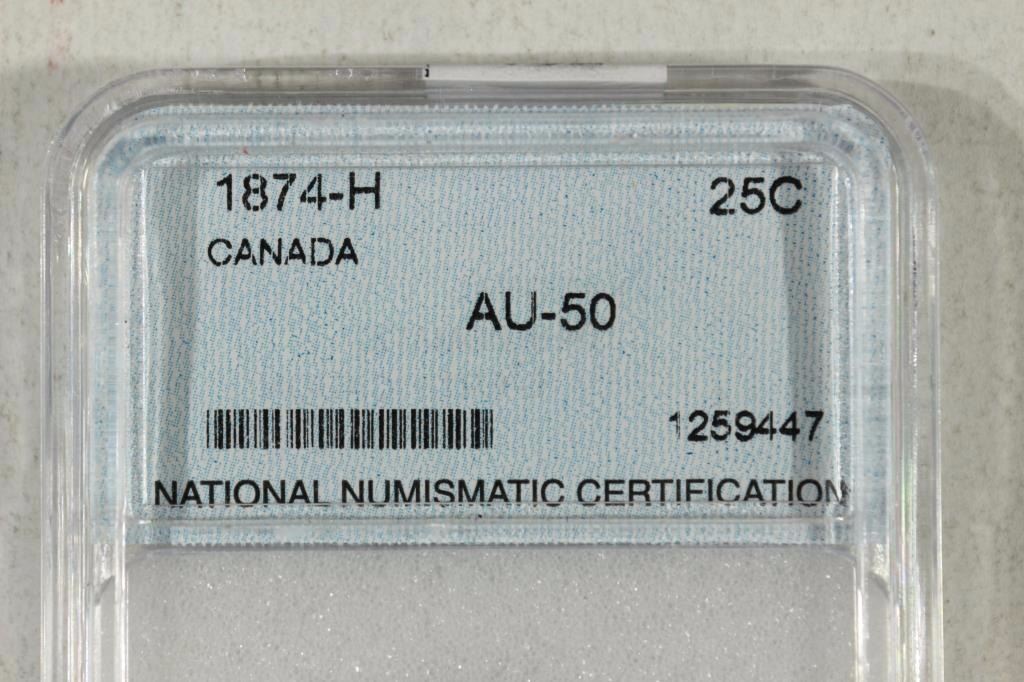 1874-H 25C
CANADA
AU-50
1259447
NATIONAL NUMISMATIC CERTIFICATION